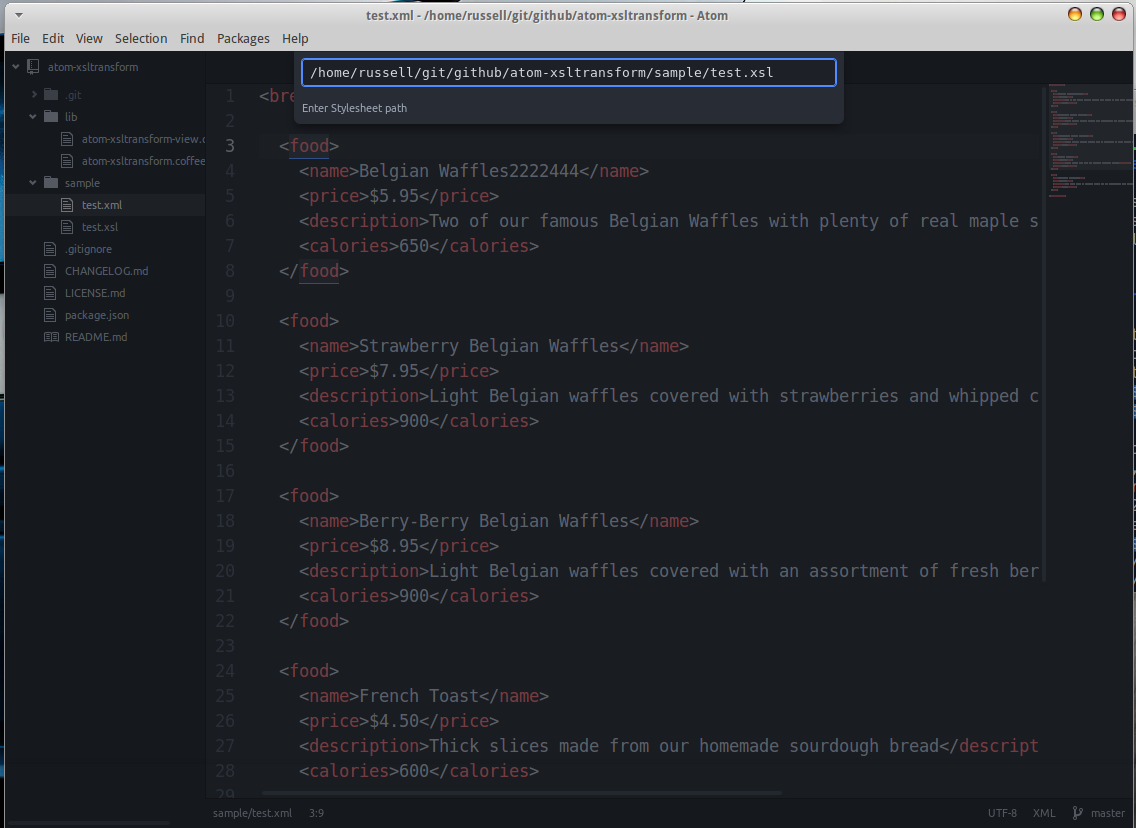 test.xml - /home/russell/git/github/atom-xsltransform - Atom
File Edit View Selection Find Packages Help
atom-xsltransform
.git
lib
atom-xsltransform-view.c
atom-xsltransform.coffee
sample
test.xml
test.xsl
.gitignore
CHANGELOG.md
LICENSE.md
package.json
README.md
/home/russell/git/github/atom-xsltransform/sample/test.xsl
Enter Stylesheet path
1 <bre
2
3 <food>
4 <name>Belgian Waffles2222444</name>
5 <price>$5.95</price>
6 <description>Two of our famous Belgian Waffles with plenty of real maple s
7 <calories>650</calories>
8 </food>
9
10 <food>
11 <name>Strawberry Belgian Waffles</name>
12 <price>$7.95</price>
13 <description>Light Belgian waffles covered with strawberries and whipped c
14 <calories>900</calories>
15 </food>
16
17 <food>
18 <name>Berry-Berry Belgian Waffles</name>
19 <price>$8.95</price>
20 <description>Light Belgian waffles covered with an assortment of fresh ber
21 <calories>900</calories>
22 </food>
23
24 <food>
25 <name>French Toast</name>
26 <price>$4.50</price>
27 <description>Thick slices made from our homemade sourdough bread</descript
28 <calories>600</calories>
29
sample/test.xml 3:9 UTF-8 XML master